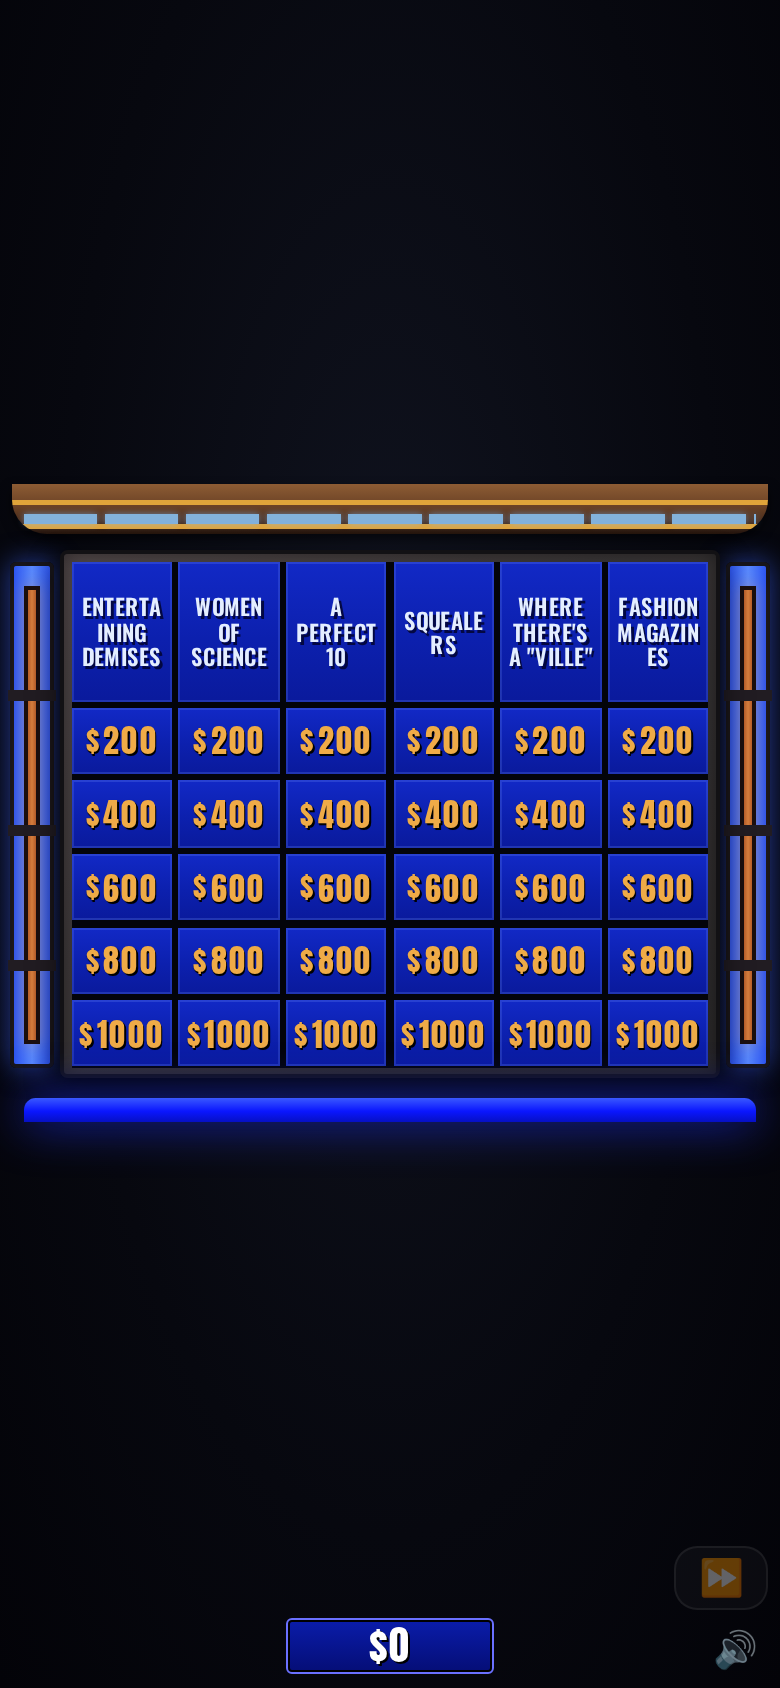 ENTERTA
INING
DEMISES
WOMEN
OF
SCIENCE
A
PERFECT
10
SQUEALE
RS
WHERE
THERE'S
A "VILLE"
FASHION
MAGAZIN
ES
$200 $200 $200 $200 $200 $200
$400 $400 $400 $400 $400 $400
$600 $600 $600 $600 $600 $600
$800 $800 $800 $800 $800 $800
$1000 $1000 $1000 $1000 $1000 $1000
$0